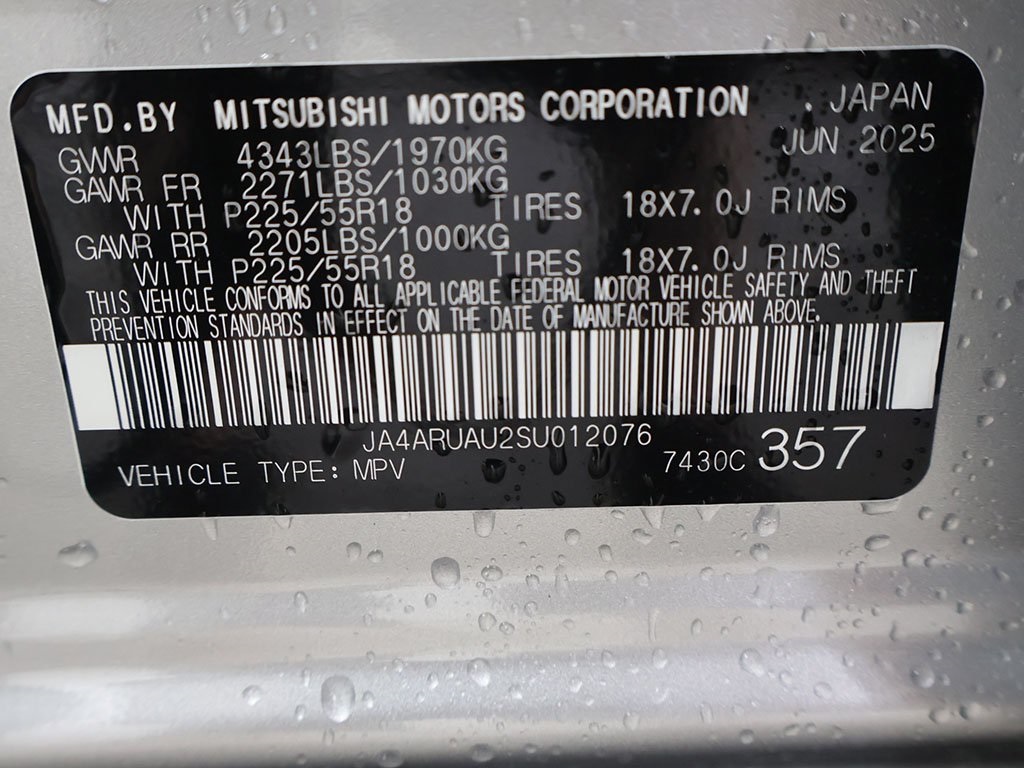 MFD.BY MITSUBISHI MOTORS CORPORATION . JAPAN
GVWR 4343LBS/1970KG JUN 2025
GAWR FR 2271LBS/1030KG
WITH P225/55R18 TIRES 18X7.0J RIMS
GAWR RR 2205LBS/1000KG
WITH P225/55R18 TIRES 18X7.0J RIMS
THIS VEHICLE CONFORMS TO ALL APPLICABLE FEDERAL MOTOR VEHICLE SAFETY AND THEFT
PREVENTION STANDARDS IN EFFECT ON THE DATE OF MANUFACTURE SHOWN ABOVE.
JA4ARUAU2SU012076
VEHICLE TYPE: MPV 7430C 357